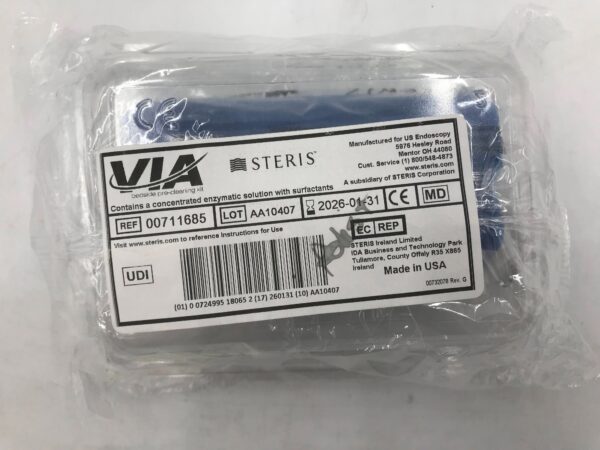 VIA
bedside pre-cleaning kit
STERIS™
Manufactured for US Endoscopy
5976 Heisley Road
Mentor OH 44060
Cust. Service (1) 800/548-4873
A subsidiary of STERIS Corporation
Contains a concentrated enzymatic solution with surfactants
REF 00711685 LOT AA10407 2026-01-31 CE MD
Visit www.steris.com to reference Instructions for Use
EC REP
STERIS Ireland Limited
IDA Business and Technology Park
Tullamore, County Offaly R35 X865
Ireland
Made in USA
UDI
(01) 0 0724995 18065 2 (17) 260131 (10) AA10407
00732078 Rev. G